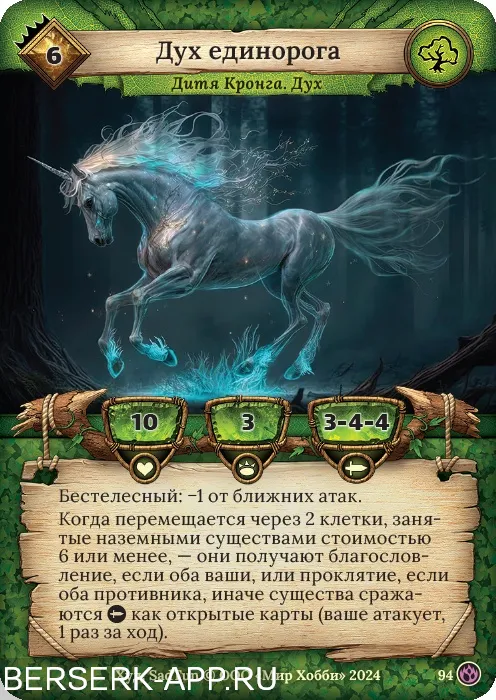 6
Дух единорога
Дитя Кронга. Дух
10
3
3-4-4
Бестелесный: −1 от ближних атак.
Когда перемещается через 2 клетки, заня-
тые наземными существами стоимостью
6 или менее, — они получают благослов-
ление, если оба ваши, или проклятие, если
оба противника, иначе существа сража-
ются как открытые карты (ваше атакует,
1 раз за ход).
«Мир Хобби» 2024
94
BERSERK-APP.RU